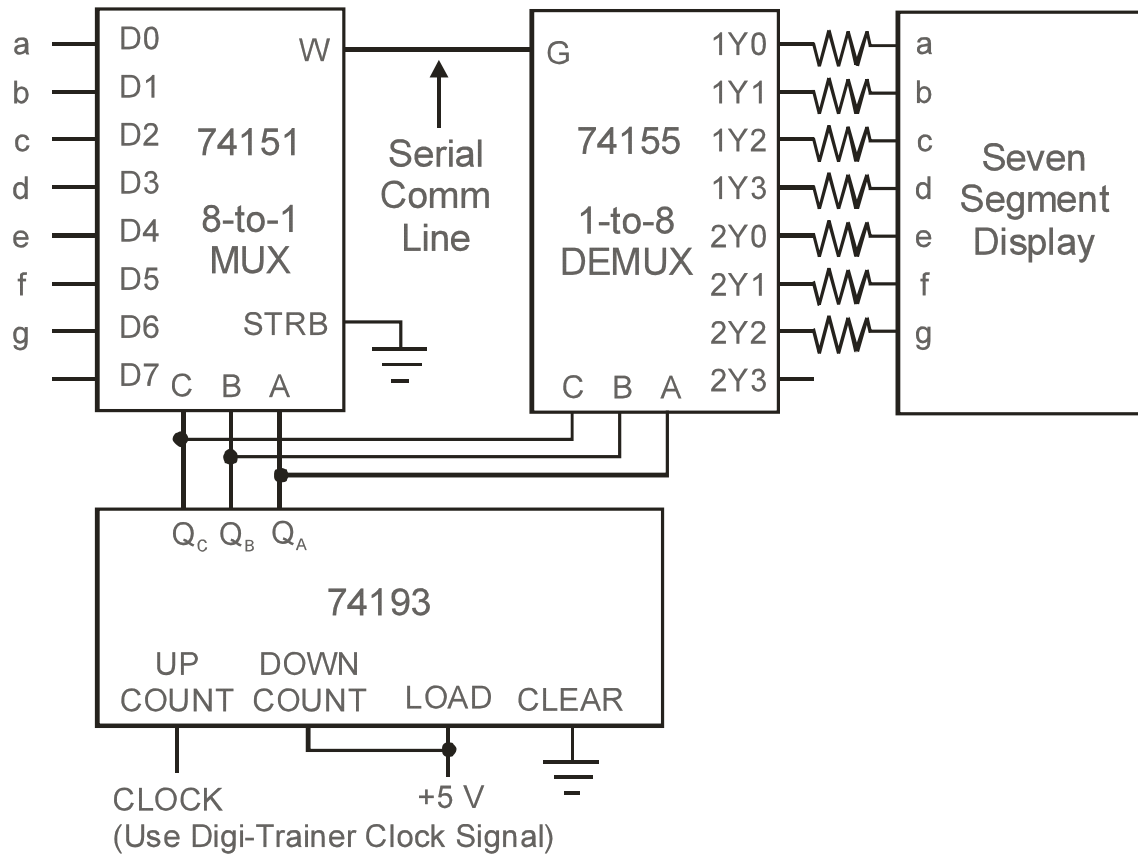 a
b
c
d
e
f
g
D0
D1
D2
D3
D4
D5
D6
D7
W
74151
8-to-1
MUX
STRB
C B A
Serial
Comm
Line
G
74155
1-to-8
DEMUX
1Y0
1Y1
1Y2
1Y3
2Y0
2Y1
2Y2
2Y3
C B A
a
b
c
d
e
f
g
Seven
Segment
Display
QC QB QA
74193
UP
COUNT
DOWN
COUNT
LOAD
CLEAR
CLOCK
+5 V
(Use Digi-Trainer Clock Signal)